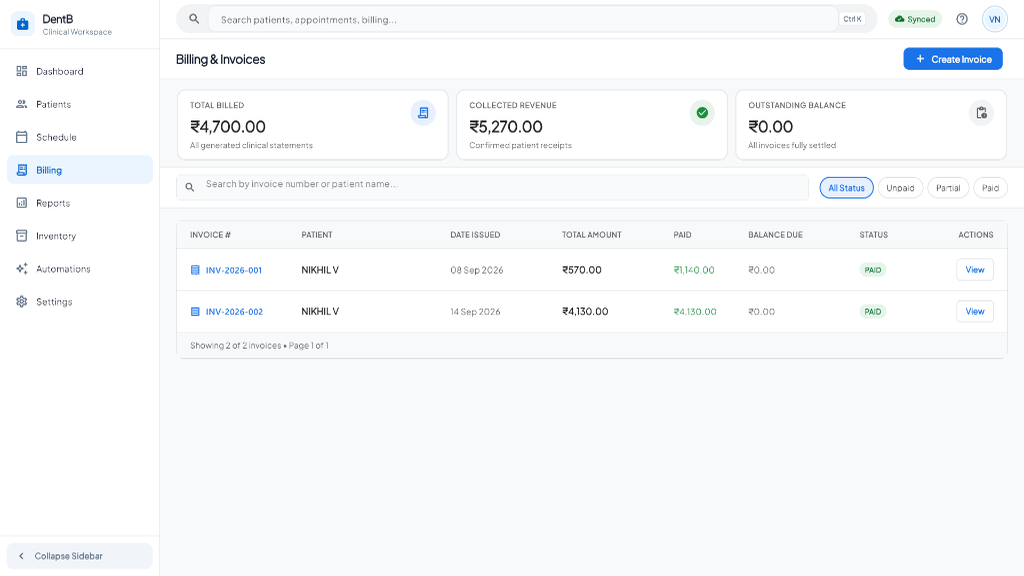 DentB
Clinical Workspace
Dashboard
Patients
Schedule
Billing
Reports
Inventory
Automations
Settings
Collapse Sidebar
Search patients, appointments, billing...
Ctrl K
Synced
VN
Billing & Invoices
+ Create Invoice
TOTAL BILLED
₹4,700.00
All generated clinical statements
COLLECTED REVENUE
₹5,270.00
Confirmed patient receipts
OUTSTANDING BALANCE
₹0.00
All invoices fully settled
Search by invoice number or patient name...
All Status
Unpaid
Partial
Paid
INVOICE # PATIENT DATE ISSUED TOTAL AMOUNT PAID BALANCE DUE STATUS ACTIONS
INV-2026-001 NIKHIL V 08 Sep 2026 ₹570.00 ₹1,140.00 ₹0.00 PAID View
INV-2026-002 NIKHIL V 14 Sep 2026 ₹4,130.00 ₹4,130.00 ₹0.00 PAID View
Showing 2 of 2 invoices • Page 1 of 1